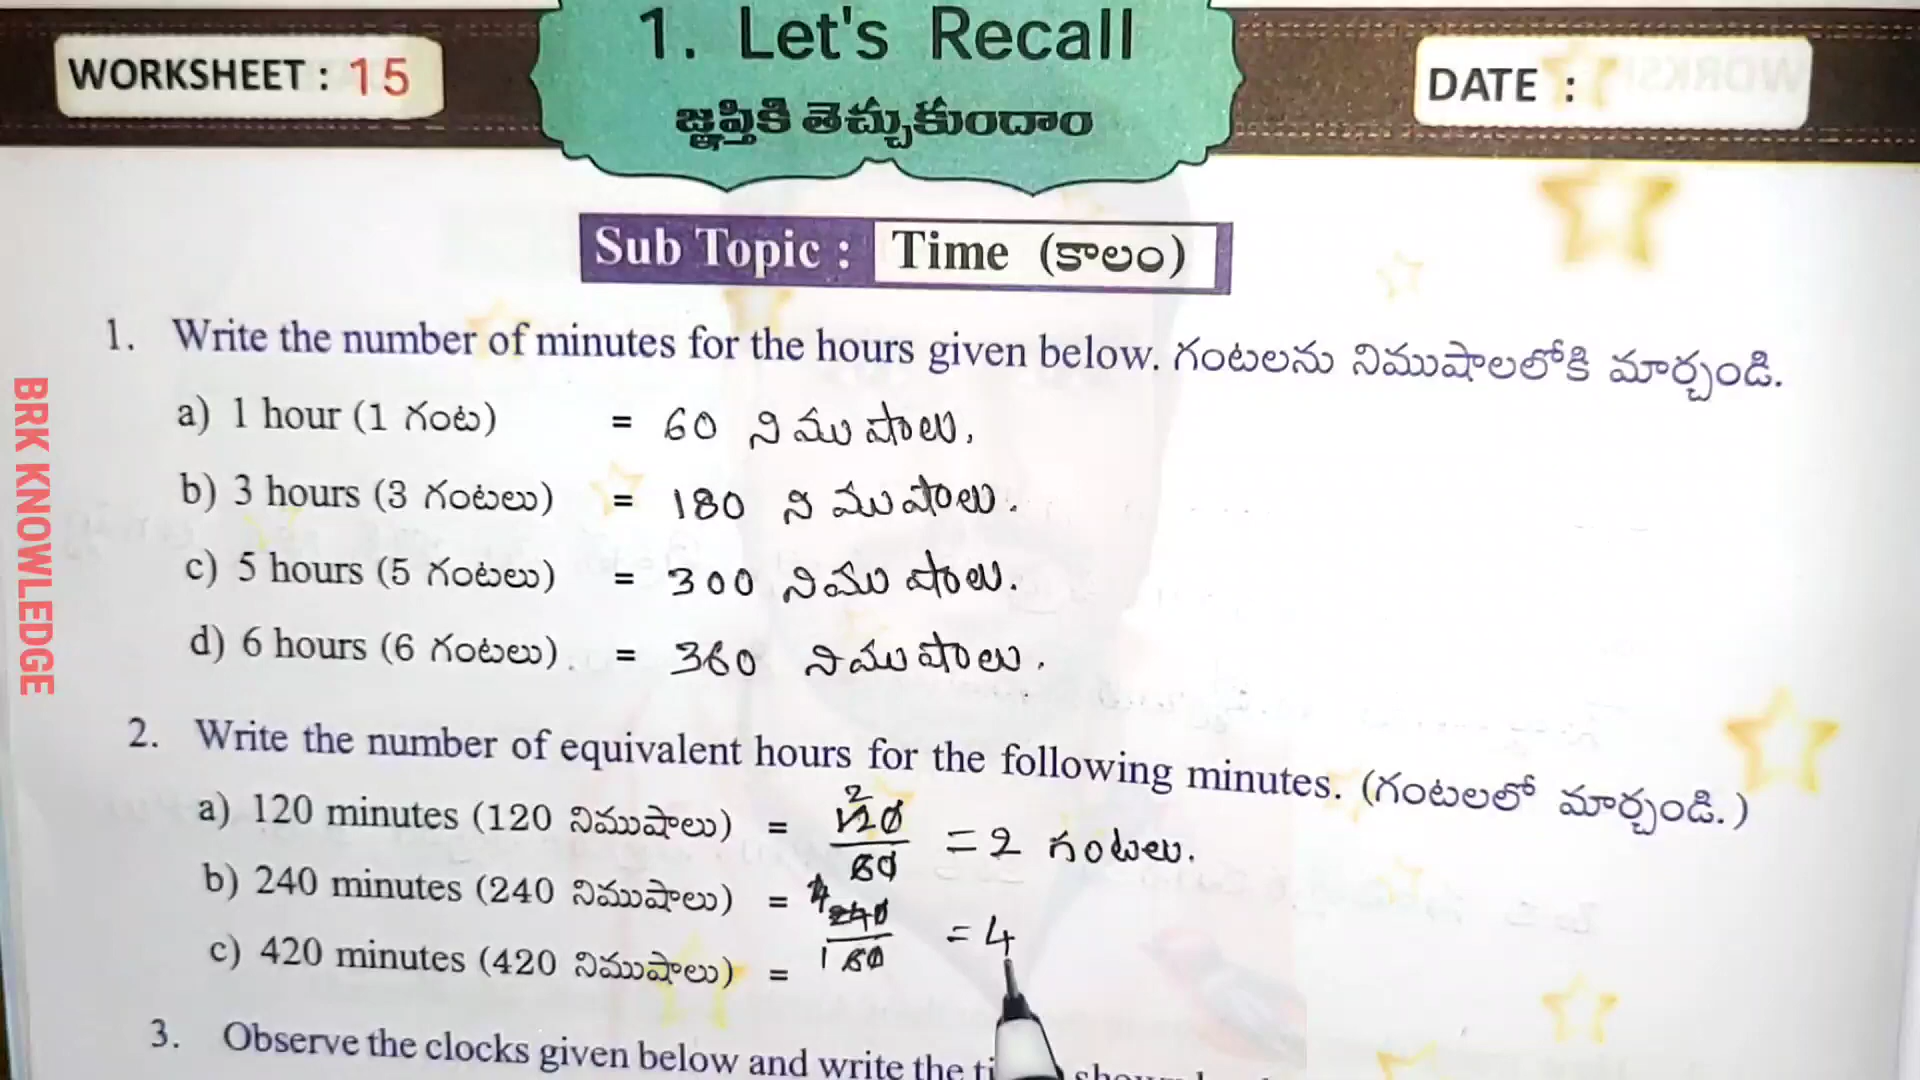 WORKSHEET : 15
1. Let's Recall
జ్ఞప్తికి తెచ్చుకుందాం
DATE :
Sub Topic : Time (కాలం)
1. Write the number of minutes for the hours given below. గంటలను నిముషాలలోకి మార్చండి.
a) 1 hour (1 గంట) = 60 నిముషాలు.
b) 3 hours (3 గంటలు) = 180 నిముషాలు.
c) 5 hours (5 గంటలు) = 300 నిముషాలు.
d) 6 hours (6 గంటలు) = 360 నిముషాలు.
2. Write the number of equivalent hours for the following minutes. (గంటలలో మార్చండి.)
a) 120 minutes (120 నిముషాలు) = 2 120/60 = 2 గంటలు.
b) 240 minutes (240 నిముషాలు) = 4 240/1 60 = 4
c) 420 minutes (420 నిముషాలు) =
3. Observe the clocks given below and write the
BRK KNOWLEDGE